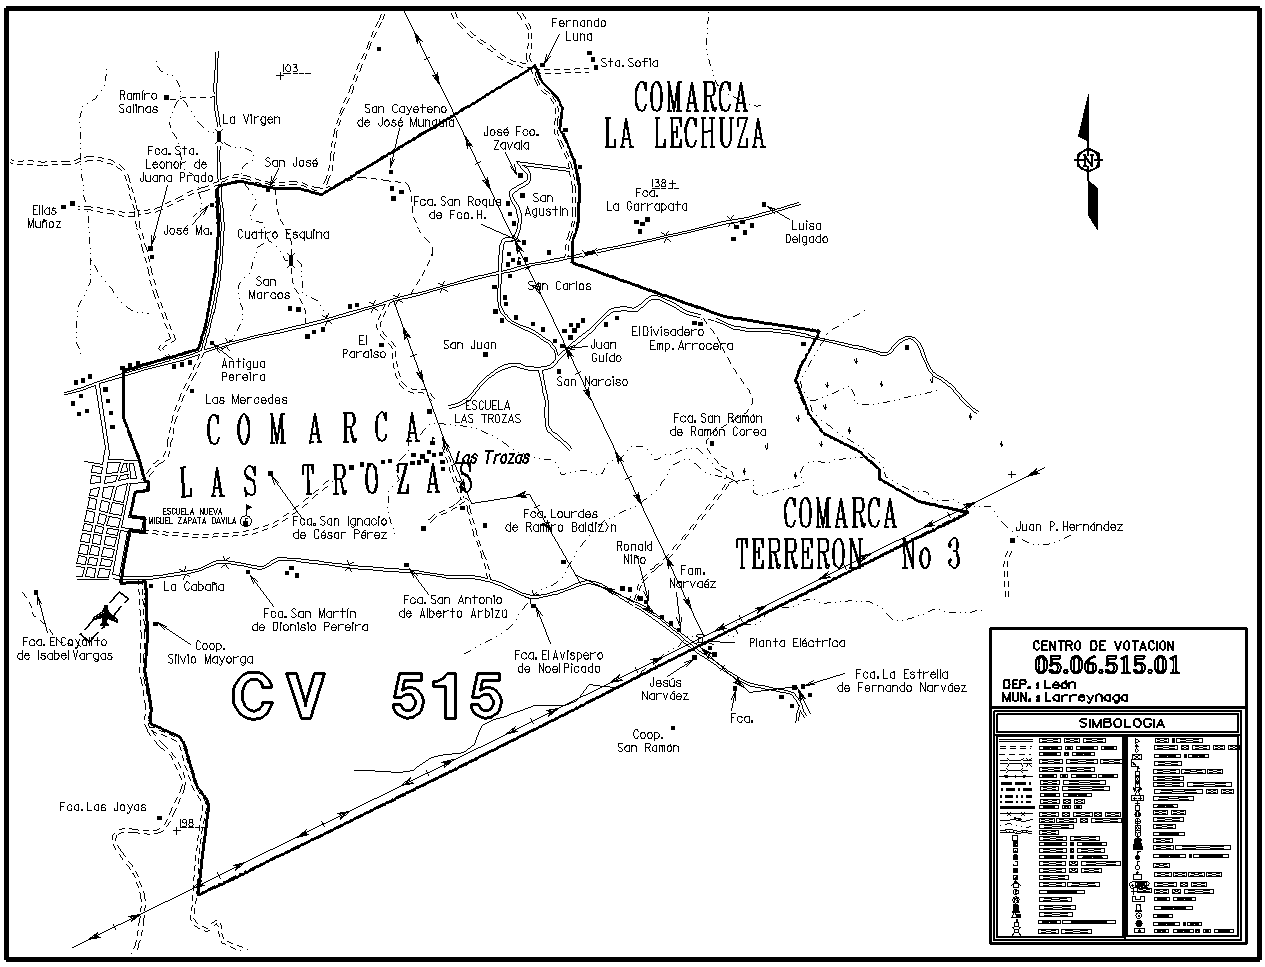 Fernando
Luna
Sta. Sofia
103
COMARCA
LA LECHUZA
Ramiro
Salinas
La Virgen
San Cayeteno
de José Munguia
José Fco.
Zavala
Fca. Sta.
Leonor de
Juana Prado
San José
138
Fca.
La Garrapata
Elias
Muñoz
José Ma.
Fca. San Roque
de Fco. H.
San
Agustin
Luisa
Delgado
Cuatro Esquina
San
Marcos
San Carlos
El
Paraiso
San Juan
Juan
Guido
El Divisadero
Emp. Arrocera
Antigua
Pereira
San Narciso
Las Mercedes
ESCUELA
LAS TROZAS
COMARCA
LAS TROZAS
Las Trozas
Fca. San Ramón
de Ramón Corea
ESCUELA NUEVA
MIGUEL ZAPATA DAVILA
Fca. San Ignacio
de César Pérez
Fca. Lourdes
de Ramiro Baldizón
COMARCA
TERRERON No 3
Juan P. Hernández
Ronald
Niño
Fam.
Narvaéz
La Cabaña
Fca. San Martín
de Dionisio Pereira
Fca. San Antonio
de Alberto Arbizú
Fca. El Coyolito
de Isabel Vargas
Coop.
Silvio Mayorga
Fca. El Avispero
de Noel Picado
Planta Eléctrica
Jesús
Narváez
Fca. La Estrella
de Fernando Narváez
Fca.
CV 515
Coop.
San Ramón
Fca. Las Joyas
198
N
CENTRO DE VOTACION
05.06.515.01
DEP. : León
MUN. : Larreynaga
SIMBOLOGIA